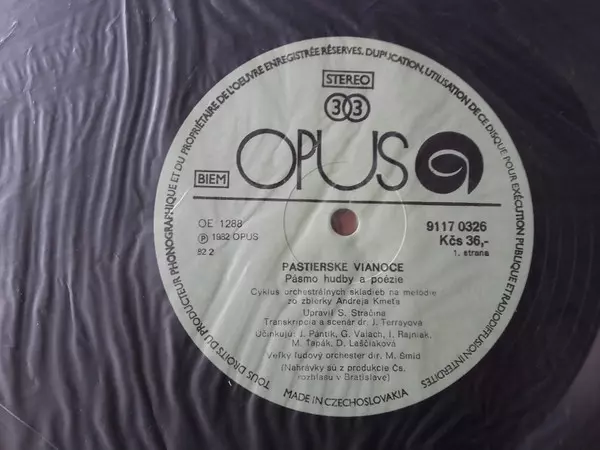 TOUS DROITS DU PRODUCTEUR PHONOGRAPHIQUE ET DU PROPRIÉTAIRE DE L'OEUVRE ENREGISTRÉE RÉSERVES. DUPLICATION, UTILISATION DE CE DISQUE POUR EXÉCUTION PUBLIQUE ET RADIODIFFUSION INTERDITES
STEREO
33
OPUS
BIEM
OE 1288
Ⓟ 1982 OPUS
82 2
9117 0326
Kčs 36,-
1. strana
PASTIERSKE VIANOCE
Pásmo hudby a poézie
Cyklus orchestrálnych skladieb na melódie
zo zbierky Andreja Kmeťa
Upravil S. Stračina
Transkripcia a scenár dr. J. Terrayová
Účinkujú: J. Pántik, G. Valach, I. Rajniak,
M. Ťapák, D. Laščiaková
Veľký ľudový orchester dir. M. Šmíd
(Nahrávky sú z produkcie Čs.
rozhlasu v Bratislave)
MADE IN CZECHOSLOVAKIA